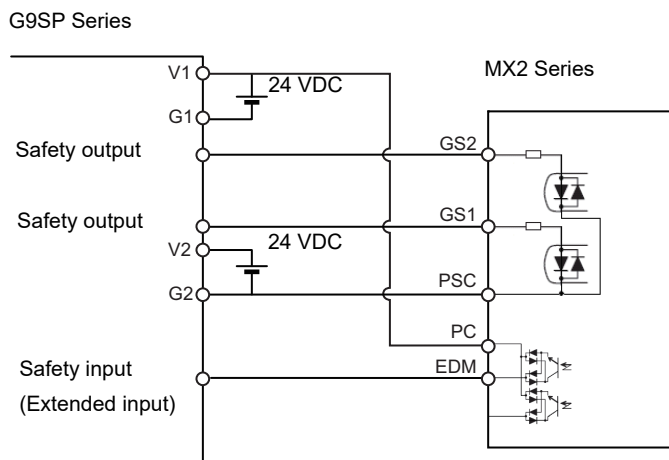 G9SP Series
MX2 Series
V1
24 VDC
G1
Safety output
GS2
Safety output
GS1
V2
24 VDC
G2
PSC
PC
Safety input
(Extended input)
EDM